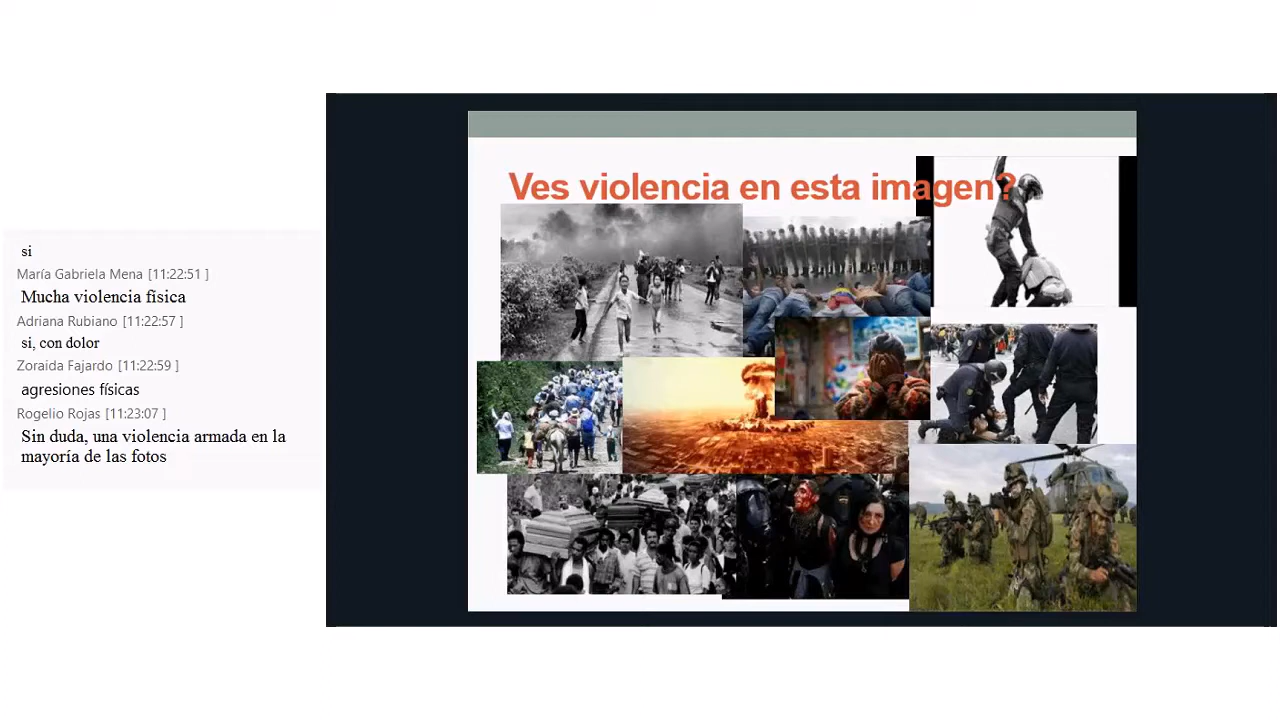 si
María Gabriela Mena [11:22:51 ]
Mucha violencia física
Adriana Rubiano [11:22:57 ]
si, con dolor
Zoraida Fajardo [11:22:59 ]
agresiones físicas
Rogelio Rojas [11:23:07 ]
Sin duda, una violencia armada en la
mayoría de las fotos
Ves violencia en esta imagen?